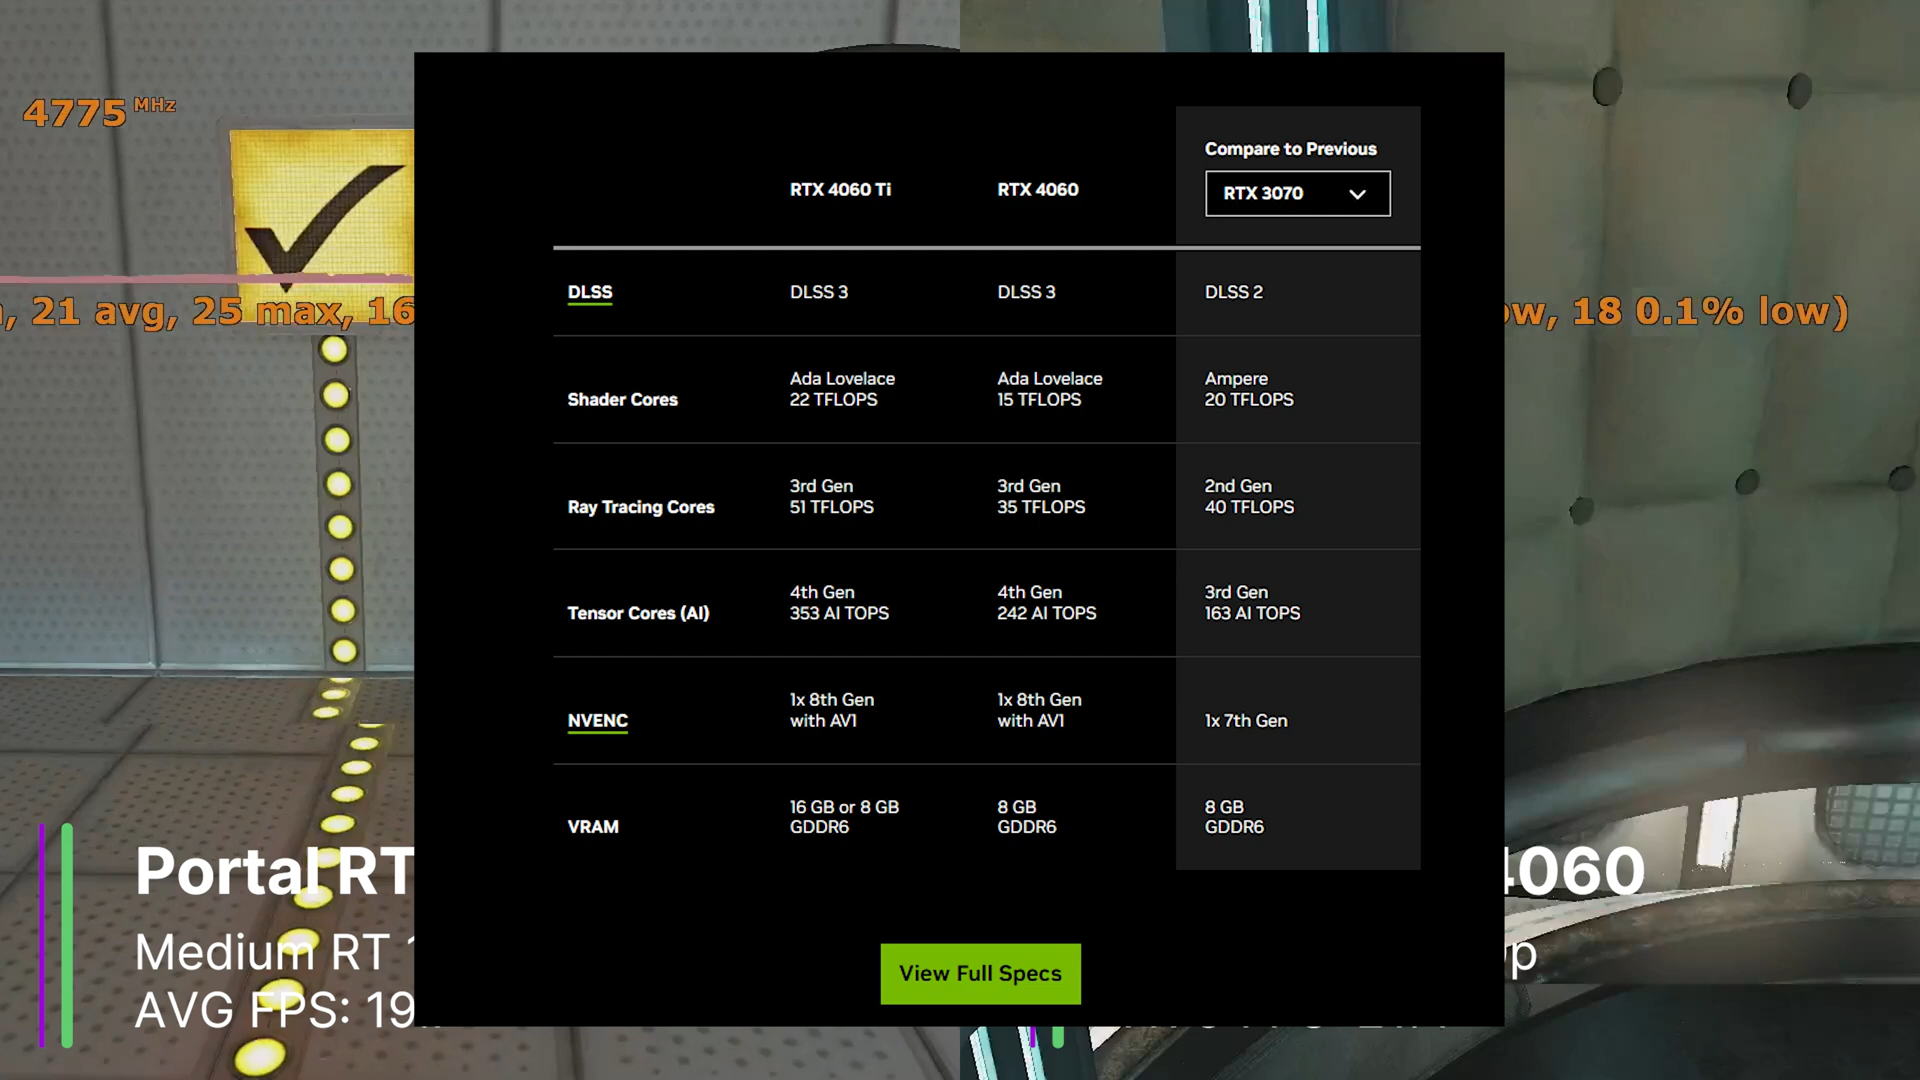 4775 MHz
21 avg, 25 max, 16
18 0.1% low)
Compare to Previous
RTX 4060 Ti RTX 4060 RTX 3070
DLSS DLSS 3 DLSS 3 DLSS 2
Shader Cores Ada Lovelace 22 TFLOPS Ada Lovelace 15 TFLOPS Ampere 20 TFLOPS
Ray Tracing Cores 3rd Gen 51 TFLOPS 3rd Gen 35 TFLOPS 2nd Gen 40 TFLOPS
Tensor Cores (AI) 4th Gen 353 AI TOPS 4th Gen 242 AI TOPS 3rd Gen 163 AI TOPS
NVENC 1x 8th Gen with AV1 1x 8th Gen with AV1 1x 7th Gen
VRAM 16 GB or 8 GB GDDR6 8 GB GDDR6 8 GB GDDR6
View Full Specs
Portal RT
4060
Medium RT
AVG FPS: 19